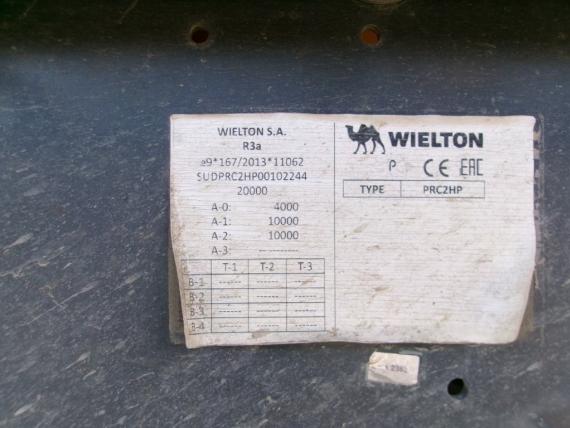 WIELTON S.A.
R3a
e9*167/2013*11062
SUDPRC2HP00102244
20000
A-0: 4000
A-1: 10000
A-2: 10000
A-3: ----------
T-1 T-2 T-3
B-1 ------ ------ ------
B-2 ------ ------ ------
B-3 ------ ------ ------
B-4 ------ ------ ------
WIELTON
P CE EAC
TYPE PRC2HP